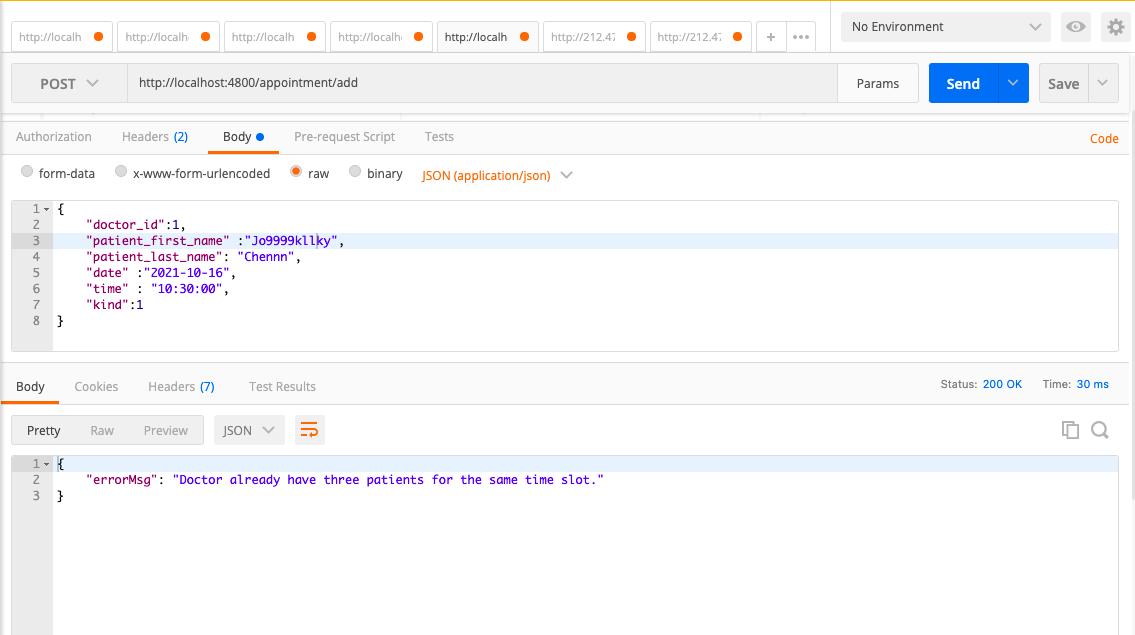 http://localh http://localh http://localh http://localh http://localh http://212.47 http://212.47 + •••
No Environment
POST http://localhost:4800/appointment/add Params Send Save
Authorization Headers (2) Body Pre-request Script Tests Code
form-data x-www-form-urlencoded raw binary JSON (application/json)
1 {
2 "doctor_id":1,
3 "patient_first_name" :"Jo9999kllky",
4 "patient_last_name": "Chennn",
5 "date" :"2021-10-16",
6 "time" : "10:30:00",
7 "kind":1
8 }
Body Cookies Headers (7) Test Results Status: 200 OK Time: 30 ms
Pretty Raw Preview JSON
1 {
2 "errorMsg": "Doctor already have three patients for the same time slot."
3 }